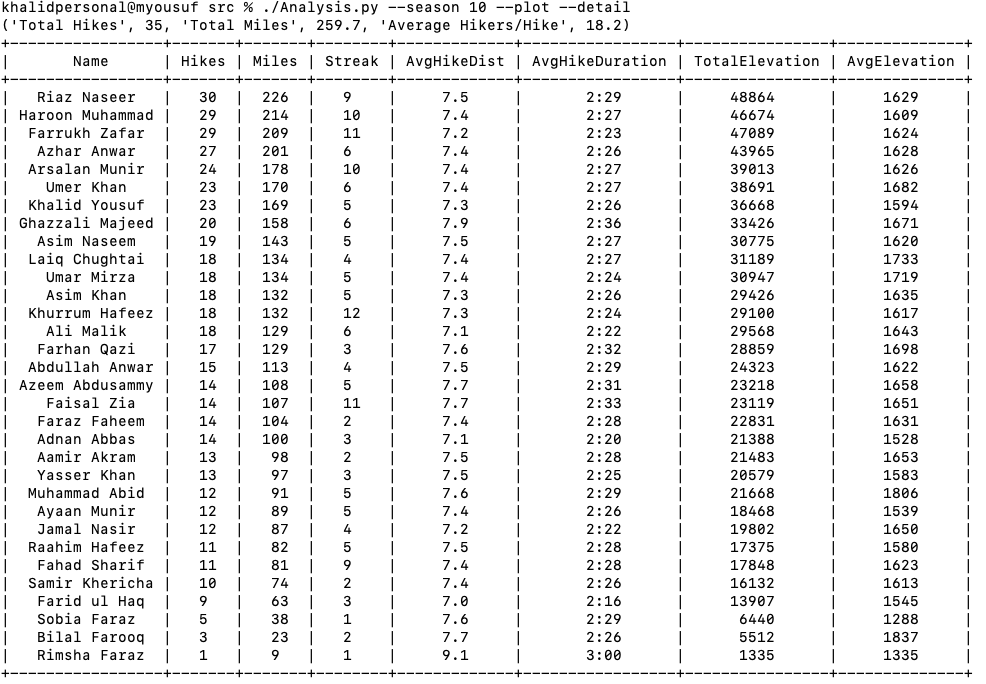 khalidpersonal@myousuf src % ./Analysis.py --season 10 --plot --detail
('Total Hikes', 35, 'Total Miles', 259.7, 'Average Hikers/Hike', 18.2)
+----------------+-------+-------+--------+-------------+-----------------+----------------+--------------+
| Name | Hikes | Miles | Streak | AvgHikeDist | AvgHikeDuration | TotalElevation | AvgElevation |
+----------------+-------+-------+--------+-------------+-----------------+----------------+--------------+
| Riaz Naseer | 30 | 226 | 9 | 7.5 | 2:29 | 48864 | 1629 |
| Haroon Muhammad | 29 | 214 | 10 | 7.4 | 2:27 | 46674 | 1609 |
| Farrukh Zafar | 29 | 209 | 11 | 7.2 | 2:23 | 47089 | 1624 |
| Azhar Anwar | 27 | 201 | 6 | 7.4 | 2:26 | 43965 | 1628 |
| Arsalan Munir | 24 | 178 | 10 | 7.4 | 2:27 | 39013 | 1626 |
| Umer Khan | 23 | 170 | 6 | 7.4 | 2:27 | 38691 | 1682 |
| Khalid Yousuf | 23 | 169 | 5 | 7.3 | 2:26 | 36668 | 1594 |
| Ghazzali Majeed | 20 | 158 | 6 | 7.9 | 2:36 | 33426 | 1671 |
| Asim Naseem | 19 | 143 | 5 | 7.5 | 2:27 | 30775 | 1620 |
| Laiq Chughtai | 18 | 134 | 4 | 7.4 | 2:27 | 31189 | 1733 |
| Umar Mirza | 18 | 134 | 5 | 7.4 | 2:24 | 30947 | 1719 |
| Asim Khan | 18 | 132 | 5 | 7.3 | 2:26 | 29426 | 1635 |
| Khurrum Hafeez | 18 | 132 | 12 | 7.3 | 2:24 | 29100 | 1617 |
| Ali Malik | 18 | 129 | 6 | 7.1 | 2:22 | 29568 | 1643 |
| Farhan Qazi | 17 | 129 | 3 | 7.6 | 2:32 | 28859 | 1698 |
| Abdullah Anwar | 15 | 113 | 4 | 7.5 | 2:29 | 24323 | 1622 |
| Azeem Abdusammy | 14 | 108 | 5 | 7.7 | 2:31 | 23218 | 1658 |
| Faisal Zia | 14 | 107 | 11 | 7.7 | 2:33 | 23119 | 1651 |
| Faraz Faheem | 14 | 104 | 2 | 7.4 | 2:28 | 22831 | 1631 |
| Adnan Abbas | 14 | 100 | 3 | 7.1 | 2:20 | 21388 | 1528 |
| Aamir Akram | 13 | 98 | 2 | 7.5 | 2:28 | 21483 | 1653 |
| Yasser Khan | 13 | 97 | 3 | 7.5 | 2:25 | 20579 | 1583 |
| Muhammad Abid | 12 | 91 | 5 | 7.6 | 2:29 | 21668 | 1806 |
| Ayaan Munir | 12 | 89 | 5 | 7.4 | 2:26 | 18468 | 1539 |
| Jamal Nasir | 12 | 87 | 4 | 7.2 | 2:22 | 19802 | 1650 |
| Raahim Hafeez | 11 | 82 | 5 | 7.5 | 2:28 | 17375 | 1580 |
| Fahad Sharif | 11 | 81 | 9 | 7.4 | 2:28 | 17848 | 1623 |
| Samir Khericha | 10 | 74 | 2 | 7.4 | 2:26 | 16132 | 1613 |
| Farid ul Haq | 9 | 63 | 3 | 7.0 | 2:16 | 13907 | 1545 |
| Sobia Faraz | 5 | 38 | 1 | 7.6 | 2:29 | 6440 | 1288 |
| Bilal Farooq | 3 | 23 | 2 | 7.7 | 2:26 | 5512 | 1837 |
| Rimsha Faraz | 1 | 9 | 1 | 9.1 | 3:00 | 1335 | 1335 |
+----------------+-------+-------+--------+-------------+-----------------+----------------+--------------+